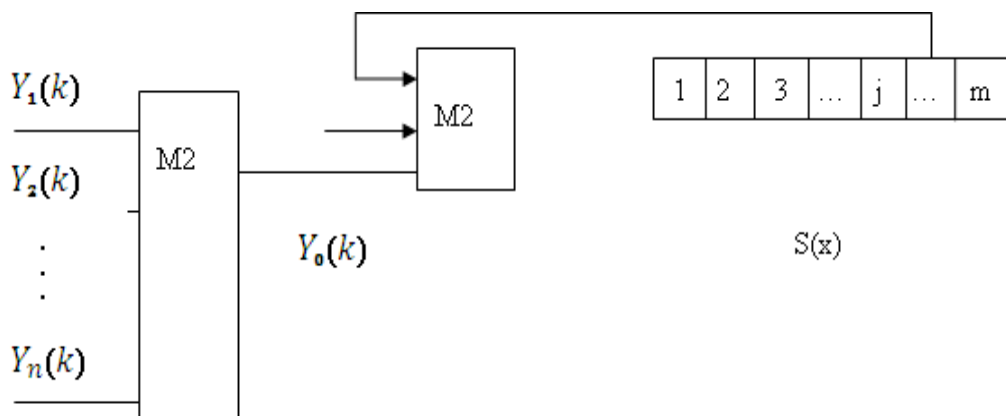 Y₁(k)
M2
Y₂(k)
.
.
.
Yₙ(k)
Y₀(k)
M2
1 2 3 ... j ... m
S(x)